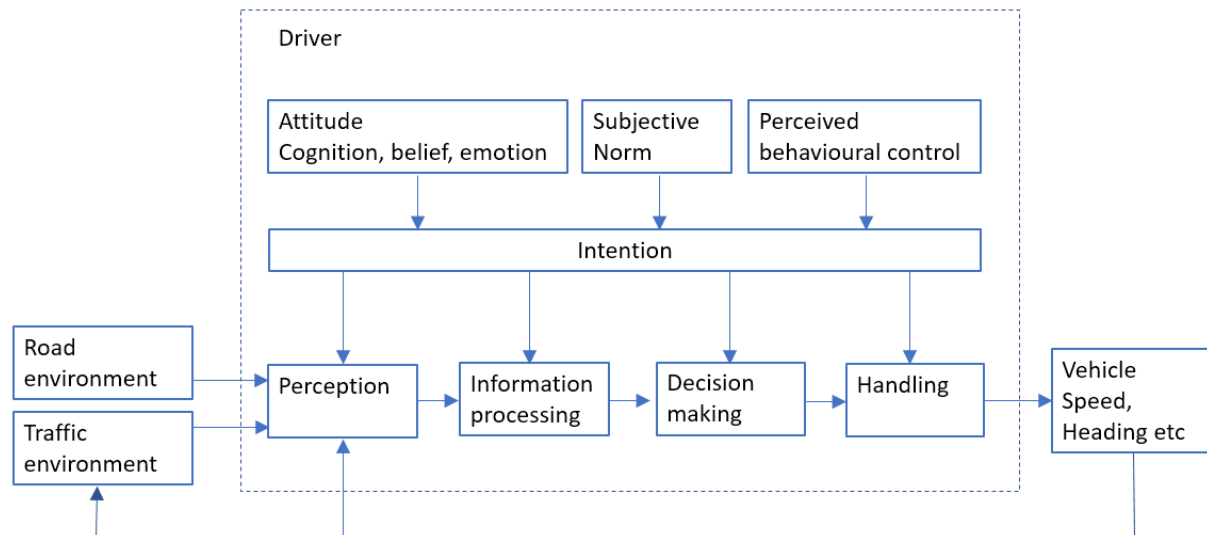 Driver
Attitude
Cognition, belief, emotion
Subjective
Norm
Perceived
behavioural control
Intention
Road
environment
Traffic
environment
Perception
Information
processing
Decision
making
Handling
Vehicle
Speed,
Heading etc